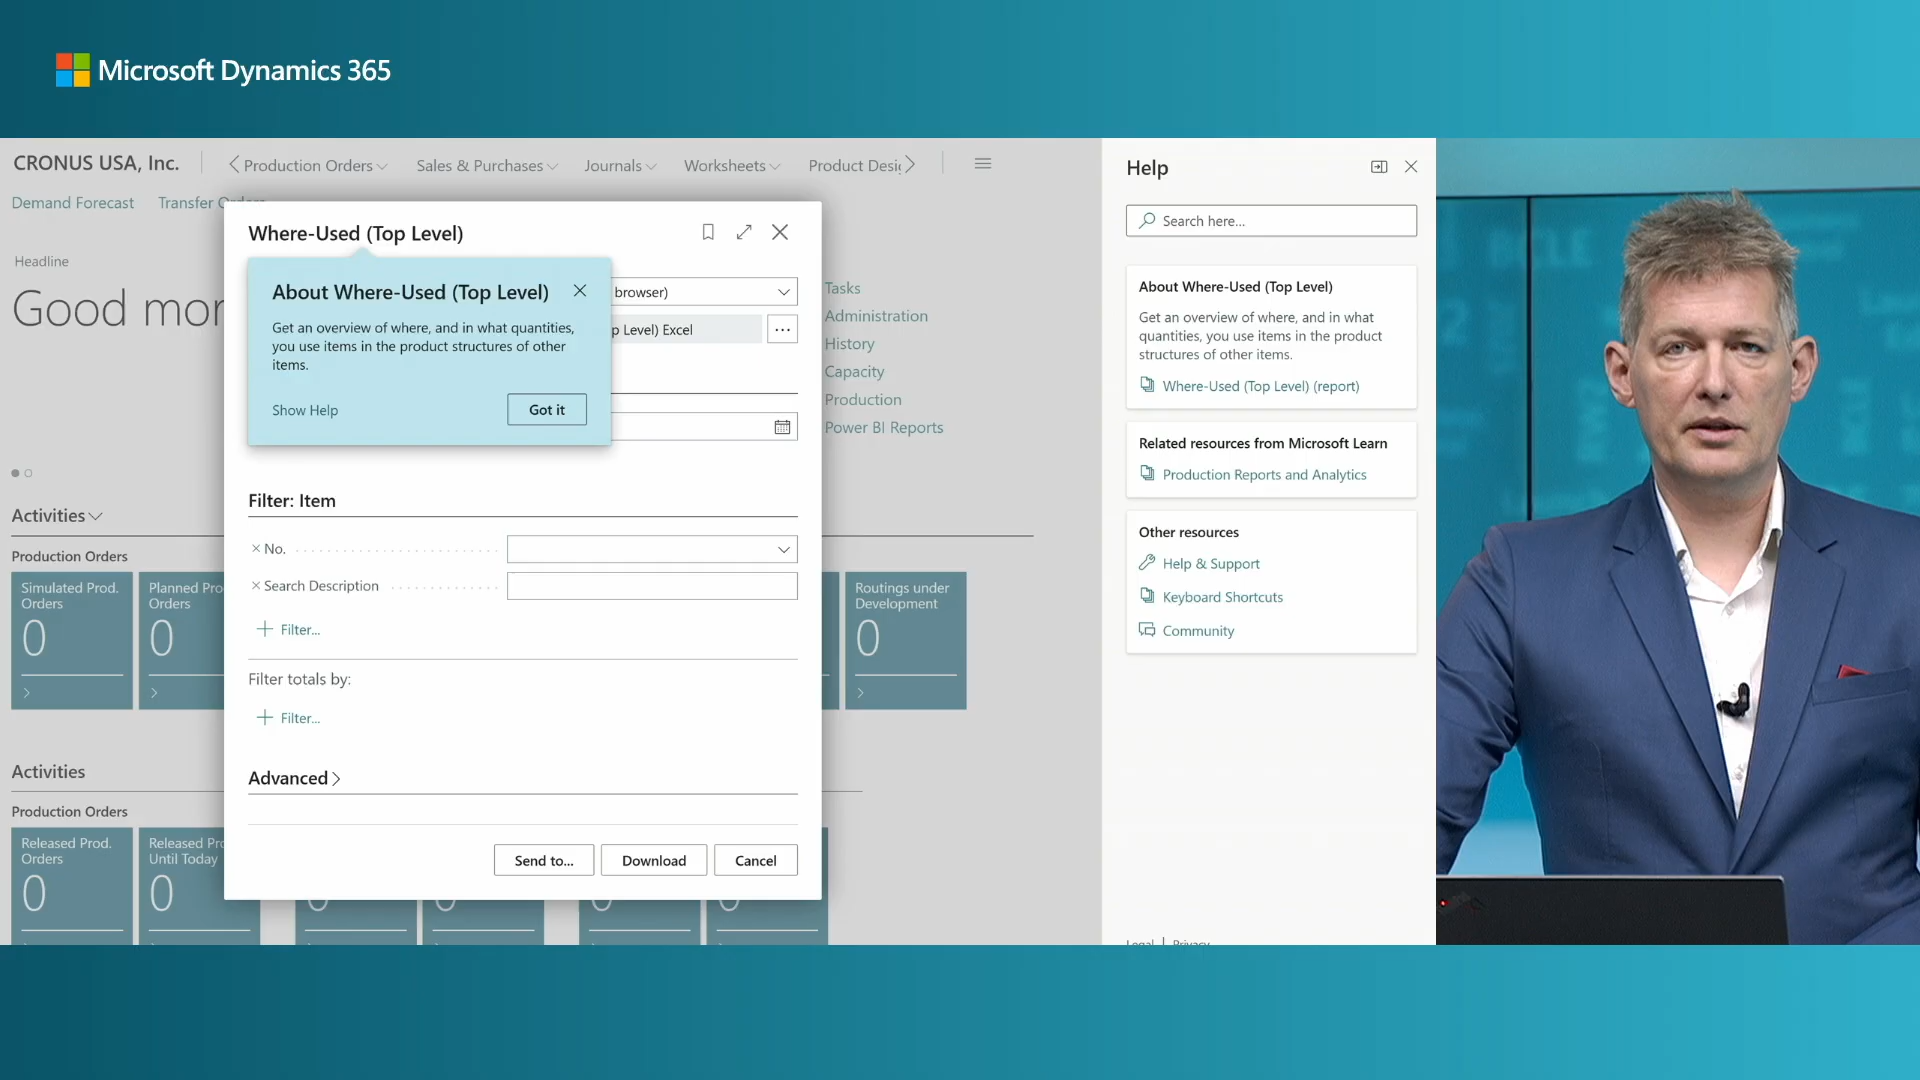 Microsoft Dynamics 365
CRONUS USA, Inc.
Production Orders
Sales & Purchases
Journals
Worksheets
Product Desig
Demand Forecast
Transfer Orders
Headline
Good mor
Where-Used (Top Level)
About Where-Used (Top Level)
Get an overview of where, and in what quantities,
you use items in the product structures of other
items.
Show Help
Got it
browser)
p Level) Excel
Filter: Item
No.
Search Description
Filter...
Filter totals by:
Filter...
Advanced
Send to...
Download
Cancel
Tasks
Administration
History
Capacity
Production
Power BI Reports
Activities
Production Orders
Simulated Prod.
Orders
0
Planned Pro
Orders
0
Routings under
Development
0
Activities
Production Orders
Released Prod.
Orders
0
Released Pro
Until Today
0
Help
Search here...
About Where-Used (Top Level)
Get an overview of where, and in what
quantities, you use items in the product
structures of other items.
Where-Used (Top Level) (report)
Related resources from Microsoft Learn
Production Reports and Analytics
Other resources
Help & Support
Keyboard Shortcuts
Community
Legal | Privacy